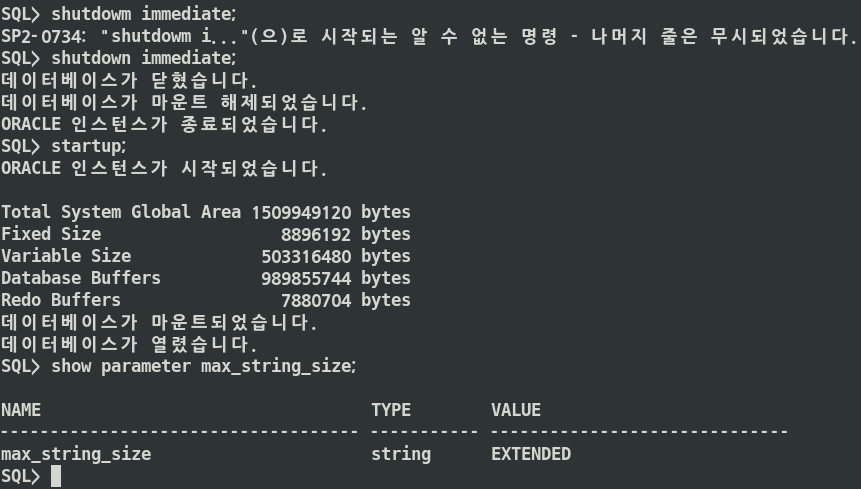 SQL> shutdowm immediate;
SP2-0734: "shutdowm i..."(으)로 시작되는 알 수 없는 명령 - 나머지 줄은 무시되었습니다.
SQL> shutdown immediate;
데이터베이스가 닫혔습니다.
데이터베이스가 마운트 해제되었습니다.
ORACLE 인스턴스가 종료되었습니다.
SQL> startup;
ORACLE 인스턴스가 시작되었습니다.
Total System Global Area 1509949120 bytes
Fixed Size 8896192 bytes
Variable Size 503316480 bytes
Database Buffers 989855744 bytes
Redo Buffers 7880704 bytes
데이터베이스가 마운트되었습니다.
데이터베이스가 열렸습니다.
SQL> show parameter max_string_size;
NAME TYPE VALUE
------------------------------------ ----------- ------------------------------
max_string_size string EXTENDED
SQL>